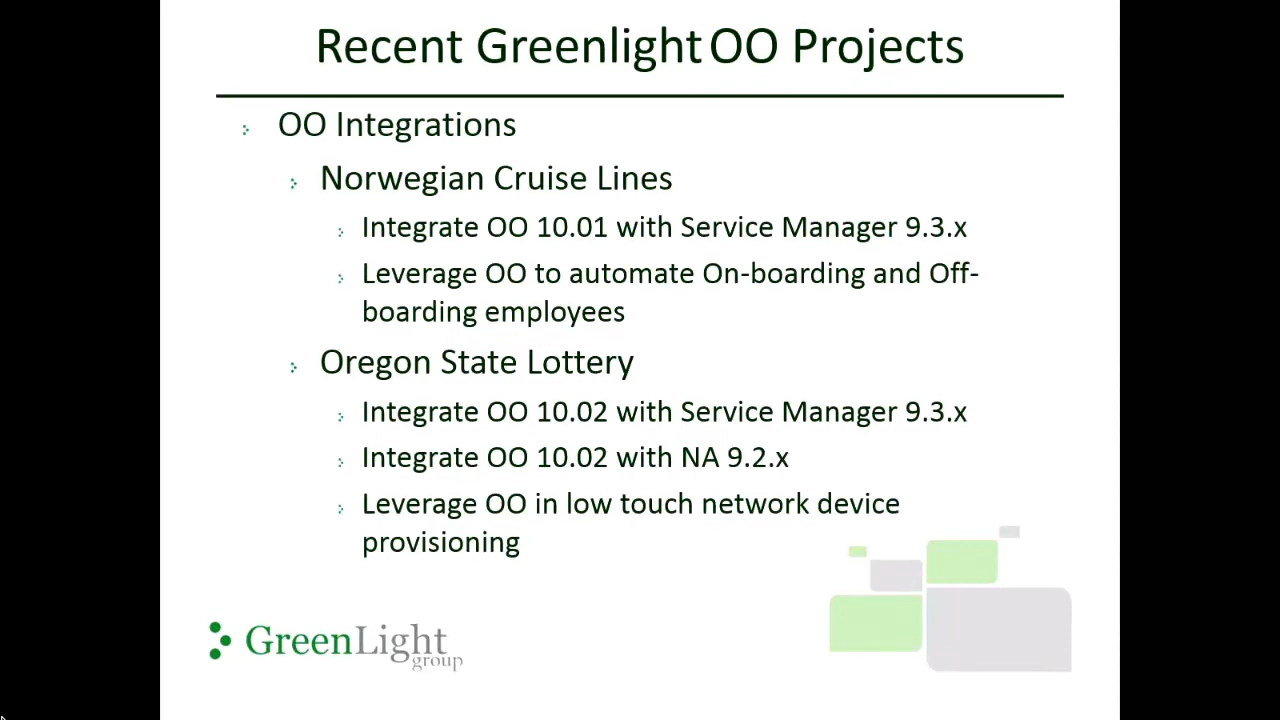 Recent Greenlight OO Projects
OO Integrations
Norwegian Cruise Lines
Integrate OO 10.01 with Service Manager 9.3.x
Leverage OO to automate On-boarding and Off-
boarding employees
Oregon State Lottery
Integrate OO 10.02 with Service Manager 9.3.x
Integrate OO 10.02 with NA 9.2.x
Leverage OO in low touch network device
provisioning
GreenLight
group